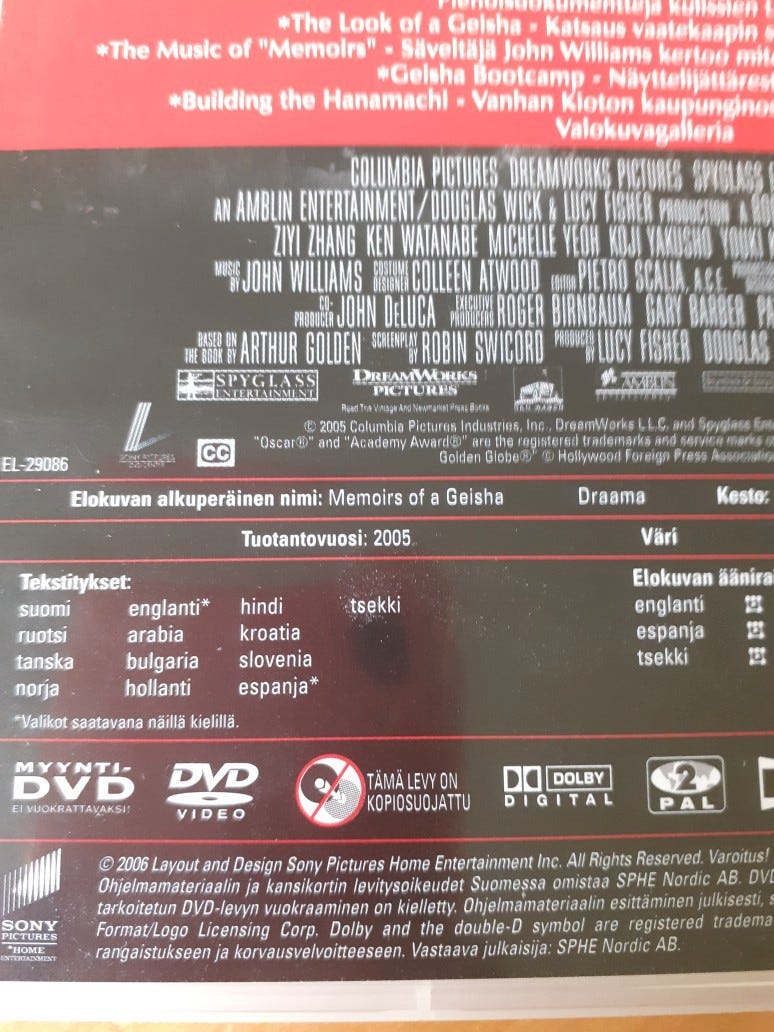 *The Look of a Geisha - Katsaus vaatekaapin
*The Music of "Memoirs" - Säveltäjä John Williams kertoo
*Geisha Bootcamp -
*Building the Hanamachi - Vanhan Kioton
Valokuvagalleria
COLUMBIA PICTURES DREAMWORKS PICTURES SPYGLASS
AN AMBLIN ENTERTAINMENT/DOUGLAS WICK & LUCY FISHER PRODUCTION A
ZIYI ZHANG KEN WATANABE MICHELLE YEOH KOJI YAKUSHO YOUKI
MUSIC BY JOHN WILLIAMS COSTUME DESIGNER COLLEEN ATWOOD EDITOR PIETRO SCALIA, A.C.E.
CO-PRODUCER JOHN DELUCA EXECUTIVE PRODUCERS ROGER BIRNBAUM GARY BARBER
BASED ON THE BOOK BY ARTHUR GOLDEN SCREENPLAY BY ROBIN SWICORD PRODUCED BY LUCY FISHER DOUGLAS
SPYGLASS ENTERTAINMENT DREAMWORKS PICTURES AMBLIN
Read The Vintage And Newmarket Press Books
© 2005 Columbia Pictures Industries, Inc., DreamWorks L.L.C. and Spyglass
"Oscar®" and "Academy Award®" are the registered trademarks and service marks
Golden Globe®" © Hollywood Foreign Press
SONY PICTURES
CC
EL-29086
Elokuvan alkuperäinen nimi: Memoirs of a Geisha Draama Kesto:
Tuotantovuosi: 2005 Väri
Tekstitykset:
suomi englanti* hindi tsekki
ruotsi arabia kroatia
tanska bulgaria slovenia
norja hollanti espanja*
*Valikot saatavana näillä kielillä.
Elokuvan
englanti
espanja
tsekki
MYYNTI-
DVD
EI VUOKRATTAVAKSI!
DVD
VIDEO
TÄMÄ LEVY ON
KOPIOSUOJATTU
DOLBY
DIGITAL
2
PAL
SONY
PICTURES
HOME
ENTERTAINMENT
© 2006 Layout and Design Sony Pictures Home Entertainment Inc. All Rights Reserved. Varoitus!
Ohjelmamateriaalin ja kansikortin levitysoikeudet Suomessa omistaa SPHE Nordic AB. DVD
tarkoitetun DVD-levyn vuokraaminen on kielletty. Ohjelmamateriaalin esittäminen julkisesti,
Format/Logo Licensing Corp. Dolby and the double-D symbol are registered
rangaistukseen ja korvausvelvoitteeseen. Vastaava julkaisija: SPHE Nordic AB.